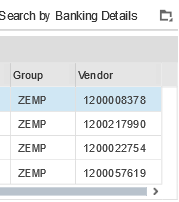 Search by Banking Details
Group Vendor
ZEMP 1200008378
ZEMP 1200217990
ZEMP 1200022754
ZEMP 1200057619